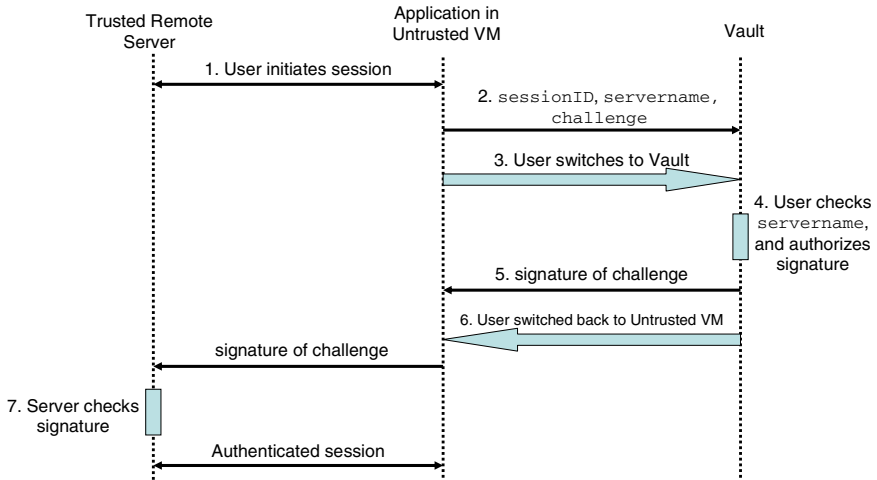 Trusted Remote
Server
Application in
Untrusted VM
Vault
1. User initiates session
2. sessionID, servername,
challenge
3. User switches to Vault
4. User checks
servername,
and authorizes
signature
5. signature of challenge
6. User switched back to Untrusted VM
signature of challenge
7. Server checks
signature
Authenticated session